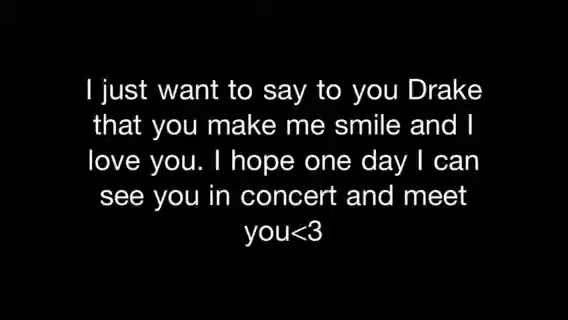 I just want to say to you Drake
that you make me smile and I
love you. I hope one day I can
see you in concert and meet
you<3